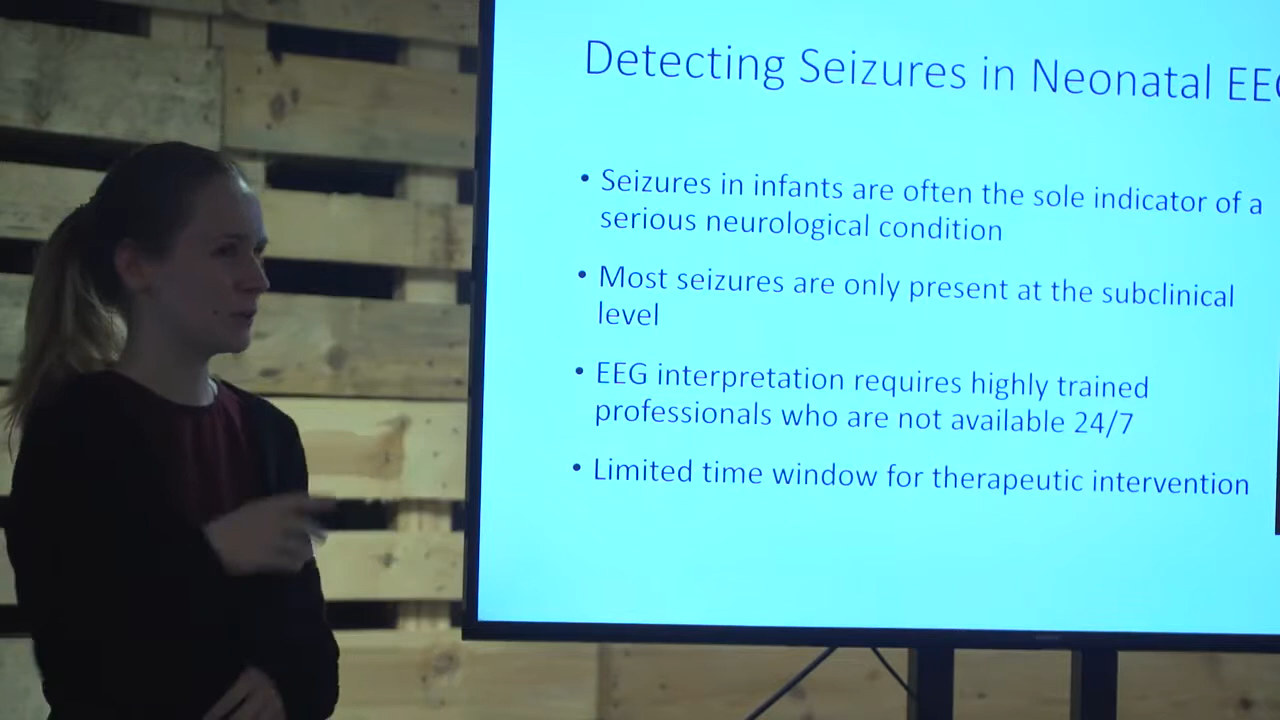 Detecting Seizures in Neonatal EE
• Seizures in infants are often the sole indicator of a
serious neurological condition
• Most seizures are only present at the subclinical
level
• EEG interpretation requires highly trained
professionals who are not available 24/7
• Limited time window for therapeutic intervention